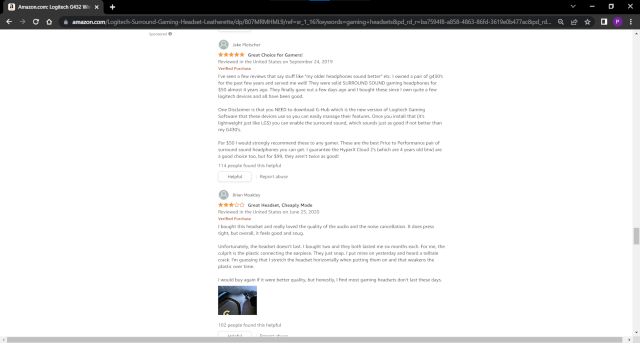 Amazon.com: Logitech G432 Wir
amazon.com/Logitech-Surround-Gaming-Headset-Leatherette/dp/B07MRMHML9/ref=sr_1_16?keywords=gaming+headsets&pd_rd_r=
Sponsored
Jake Fleischer
Great Choice for Gamers!
Reviewed in the United States on September 24, 2019
Verified Purchase
I've seen a few reviews that say stuff like "my older headphones sound better" etc. I owned a pair of g430's
for the past few years and served me well! They were solid SURROUND SOUND gaming headphones for
$50 almost 4 years ago. They finally gave out a few days ago and I bought these since I own quite a few
logitech devices and all have been good.
One Disclaimer is that you NEED to download G-Hub which is the new version of Logitech Gaming
Software that these devices use so you can easily manage their features. Once you install that (it's
lightweight just like LGS) you can enable the surround sound, which sounds just as good if not better than
my G430's.
For $50 I would strongly recommend these to any gamer. These are the best Price to Performance pair of
surround sound headphones you can get. I guarantee the HyperX Cloud 2's (which are 4 years old btw) are
a good choice too, but for $99, they aren't twice as good!
114 people found this helpful
Helpful
Report abuse
Brian Moakley
Great Headset, Cheaply Made
Reviewed in the United States on June 25, 2020
Verified Purchase
I bought this headset and really loved the quality of the audio and the noise cancellation. It does press
tight, but overall, it feels good and snug.
Unfortunately, the headset doesn't last. I bought two and they both lasted me six months each. For me, the
culprit is the plastic connecting the earpiece. They just snap. I put mine on yesterday and heard a telltale
crack. I'm guessing that I stretch the headset horizontally when putting them on and that weakens the
plastic over time.
I would buy again if it were better quality, but honestly, I find most gaming headsets don't last these days.
102 people found this helpful
Helpful
Report abuse